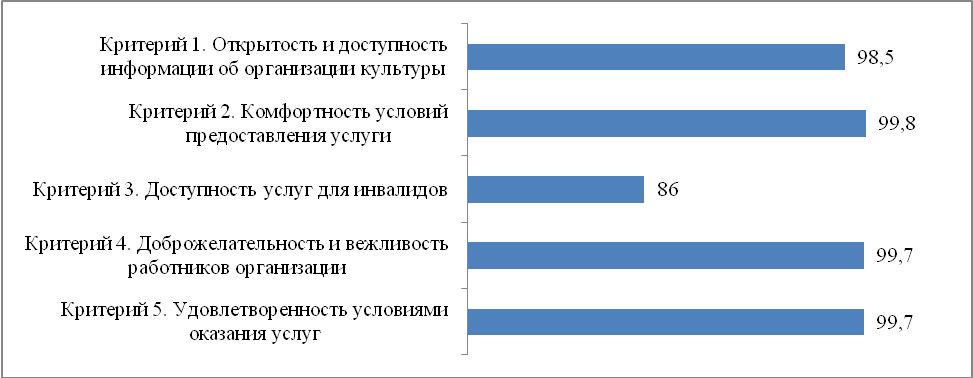 Критерий 1. Открытость и доступность
информации об организации культуры
98,5
Критерий 2. Комфортность условий
предоставления услуги
99,8
Критерий 3. Доступность услуг для инвалидов
86
Критерий 4. Доброжелательность и вежливость
работников организации
99,7
Критерий 5. Удовлетворенность условиями
оказания услуг
99,7